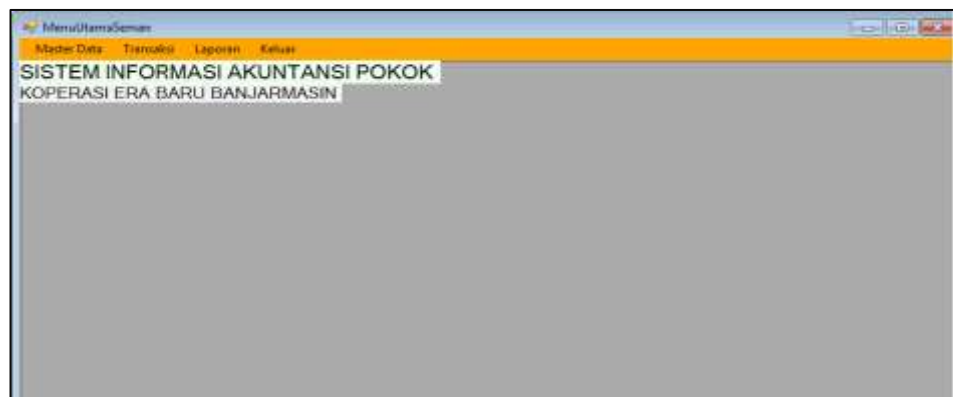 MenuUtamaSeman
Master Data Transaksi Laporan Keluar
SISTEM INFORMASI AKUNTANSI POKOK
KOPERASI ERA BARU BANJARMASIN